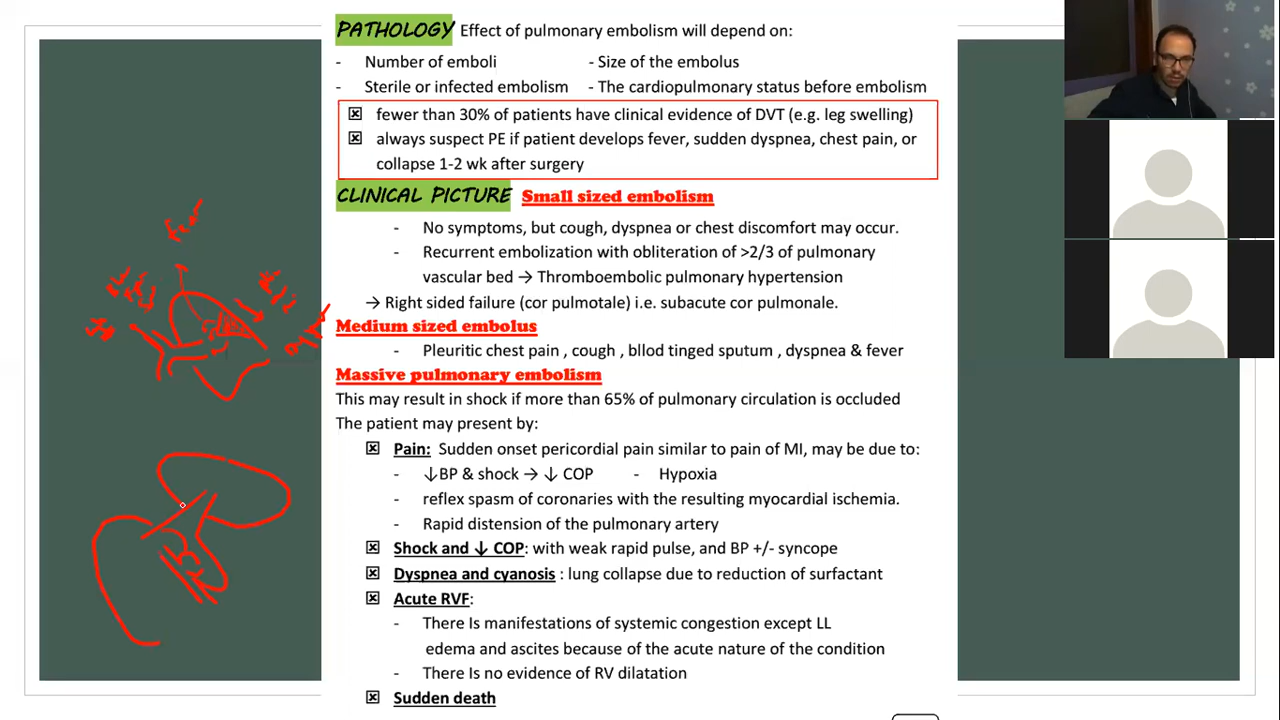 PATHOLOGY Effect of pulmonary embolism will depend on:
- Number of emboli - Size of the embolus
- Sterile or infected embolism - The cardiopulmonary status before embolism
☒ fewer than 30% of patients have clinical evidence of DVT (e.g. leg swelling)
☒ always suspect PE if patient develops fever, sudden dyspnea, chest pain, or
collapse 1-2 wk after surgery
CLINICAL PICTURE Small sized embolism
- No symptoms, but cough, dyspnea or chest discomfort may occur.
- Recurrent embolization with obliteration of >2/3 of pulmonary
vascular bed → Thromboembolic pulmonary hypertension
→ Right sided failure (cor pulmotale) i.e. subacute cor pulmonale.
Medium sized embolus
- Pleuritic chest pain , cough , bllod tinged sputum , dyspnea & fever
Massive pulmonary embolism
This may result in shock if more than 65% of pulmonary circulation is occluded
The patient may present by:
☒ Pain: Sudden onset pericordial pain similar to pain of MI, may be due to:
- ↓BP & shock → ↓ COP - Hypoxia
- reflex spasm of coronaries with the resulting myocardial ischemia.
- Rapid distension of the pulmonary artery
☒ Shock and ↓ COP: with weak rapid pulse, and BP +/- syncope
☒ Dyspnea and cyanosis : lung collapse due to reduction of surfactant
☒ Acute RVF:
- There Is manifestations of systemic congestion except LL
edema and ascites because of the acute nature of the condition
- There Is no evidence of RV dilatation
☒ Sudden death